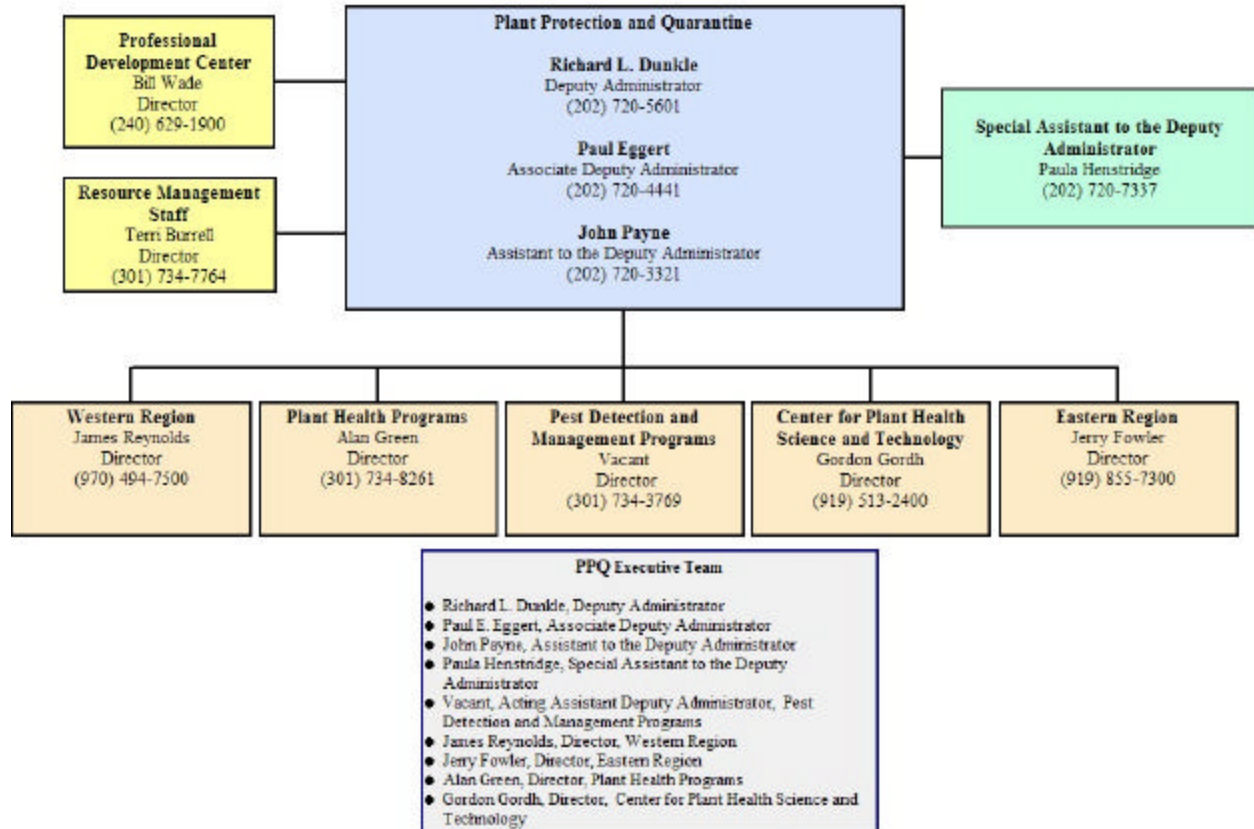 Professional
Development Center
Bill Wade
Director
(240) 629-1900
Resource Management
Staff
Terri Burrell
Director
(301) 734-7764
Plant Protection and Quarantine
Richard L. Dunkle
Deputy Administrator
(202) 720-5601
Paul Eggert
Associate Deputy Administrator
(202) 720-4441
John Payne
Assistant to the Deputy Administrator
(202) 720-3321
Special Assistant to the Deputy
Administrator
Paula Henstridge
(202) 720-7337
Western Region
James Reynolds
Director
(970) 494-7500
Plant Health Programs
Alan Green
Director
(301) 734-8261
Pest Detection and
Management Programs
Vacant
Director
(301) 734-3769
Center for Plant Health
Science and Technology
Gordon Gordh
Director
(919) 513-2400
Eastern Region
Jerry Fowler
Director
(919) 855-7300
PPQ Executive Team
● Richard L. Dunkle, Deputy Administrator
● Paul E. Eggert, Associate Deputy Administrator
● John Payne, Assistant to the Deputy Administrator
● Paula Henstridge, Special Assistant to the Deputy
Administrator
● Vacant, Acting Assistant Deputy Administrator, Pest
Detection and Management Programs
● James Reynolds, Director, Western Region
● Jerry Fowler, Director, Eastern Region
● Alan Green, Director, Plant Health Programs
● Gordon Gordh, Director, Center for Plant Health Science and
Technology